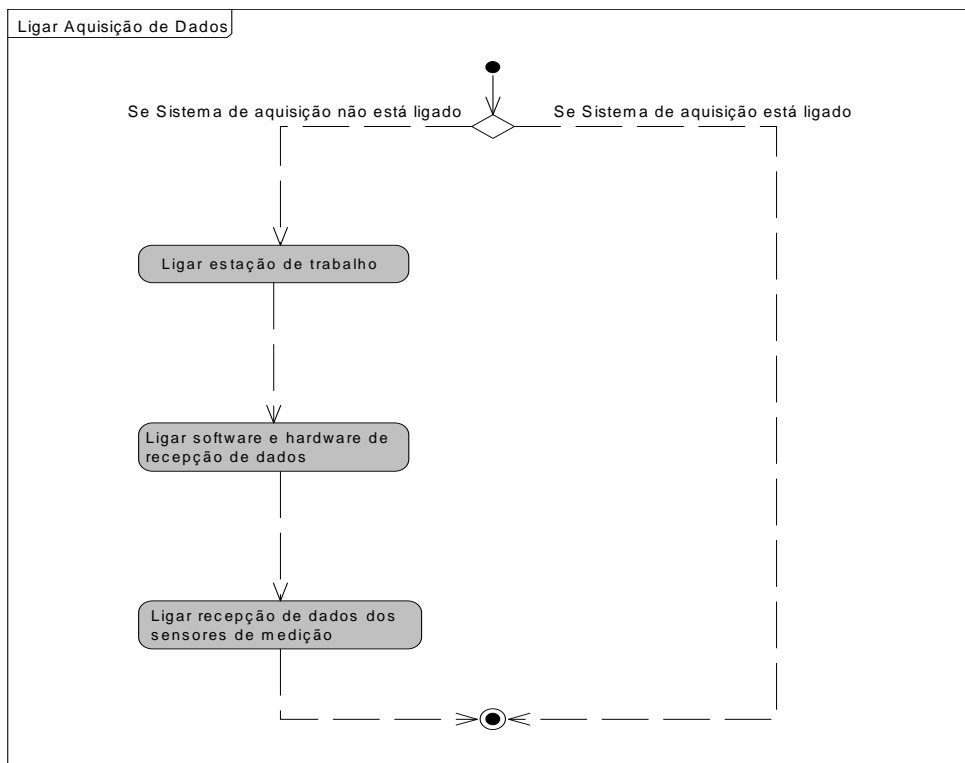 Ligar Aquisição de Dados
Se Sistema de aquisição não está ligado
Se Sistema de aquisição está ligado
Ligar estação de trabalho
Ligar software e hardware de
recepção de dados
Ligar recepção de dados dos
sensores de medição